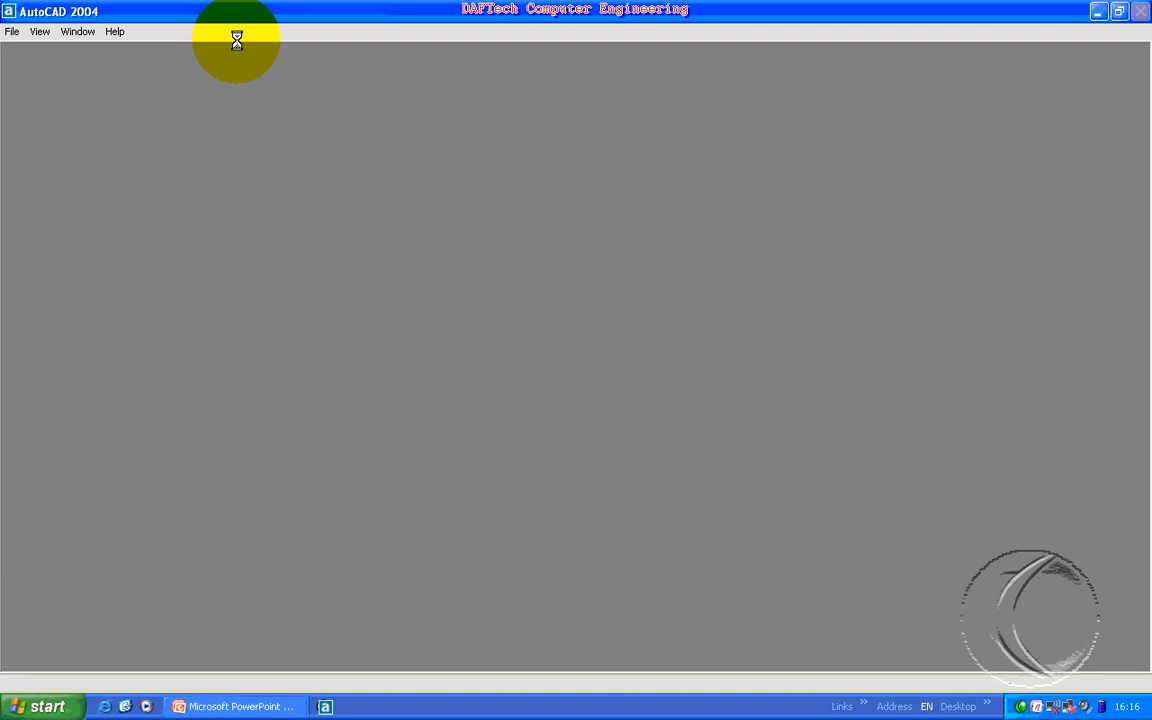 AutoCAD 2004
DAFTech Computer Engineering
File View Window Help
start
Microsoft PowerPoint ...
Links » Address EN Desktop » 16:16